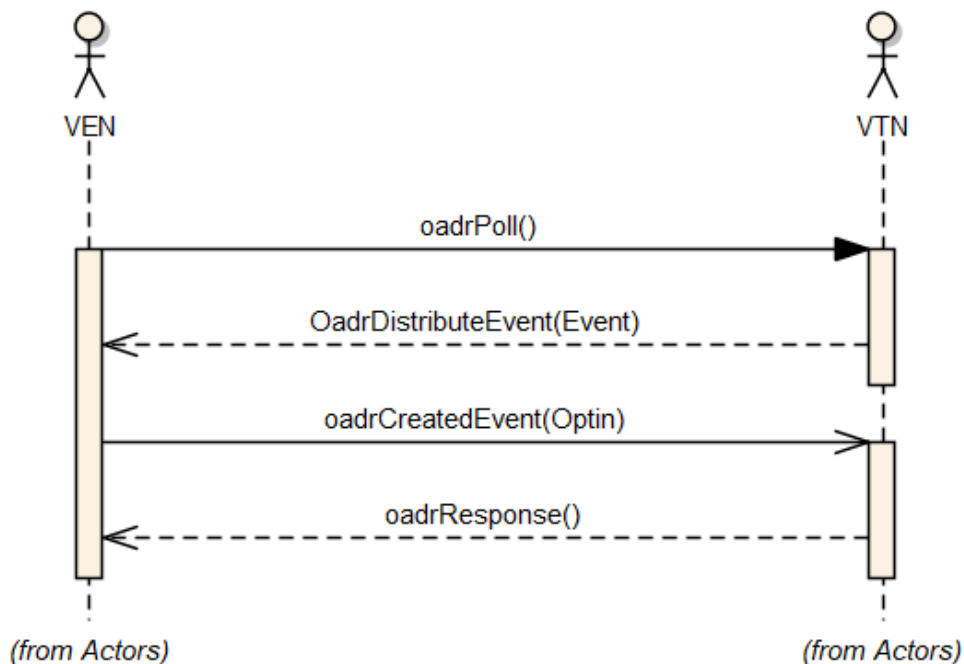 VEN
VTN
oadrPoll()
OadrDistributeEvent(Event)
oadrCreatedEvent(Optin)
oadrResponse()
(from Actors)
(from Actors)